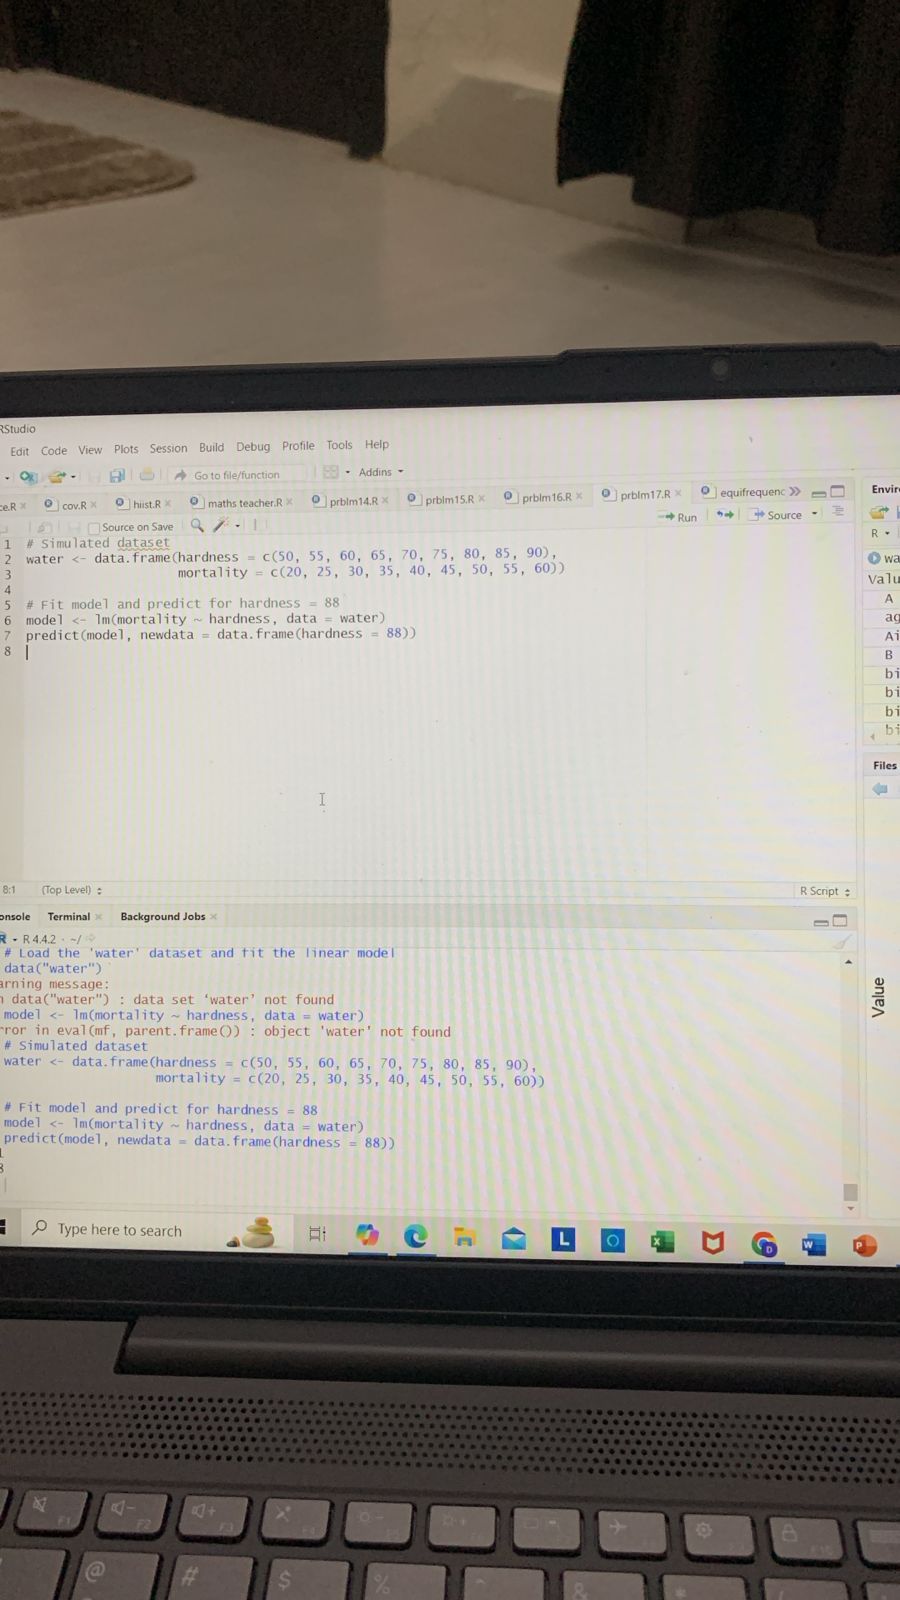 RStudio
Edit Code View Plots Session Build Debug Profile Tools Help
Go to file/function Addins
ce.R cov.R hiist.R maths teacher.R prblm14.R prblm15.R prblm16.R prblm17.R equifrequenc
Source on Save Run Source
1 # Simulated dataset
2 water <- data.frame(hardness = c(50, 55, 60, 65, 70, 75, 80, 85, 90),
3 mortality = c(20, 25, 30, 35, 40, 45, 50, 55, 60))
4
5 # Fit model and predict for hardness = 88
6 model <- lm(mortality ~ hardness, data = water)
7 predict(model, newdata = data.frame(hardness = 88))
8
8:1 (Top Level) R Script
Envir
R
wa
Valu
A
ag
Ai
B
bi
bi
bi
bi
Files
Value
onsole Terminal Background Jobs
R 4.4.2 · ~/
# Load the 'water' dataset and fit the linear model
data("water")
arning message:
n data("water") : data set ‘water’ not found
model <- lm(mortality ~ hardness, data = water)
rror in eval(mf, parent.frame()) : object 'water' not found
# Simulated dataset
water <- data.frame(hardness = c(50, 55, 60, 65, 70, 75, 80, 85, 90),
mortality = c(20, 25, 30, 35, 40, 45, 50, 55, 60))
# Fit model and predict for hardness = 88
model <- lm(mortality ~ hardness, data = water)
predict(model, newdata = data.frame(hardness = 88))
Type here to search
L
D
W
P
F1 F2 F3
@ # $ % &